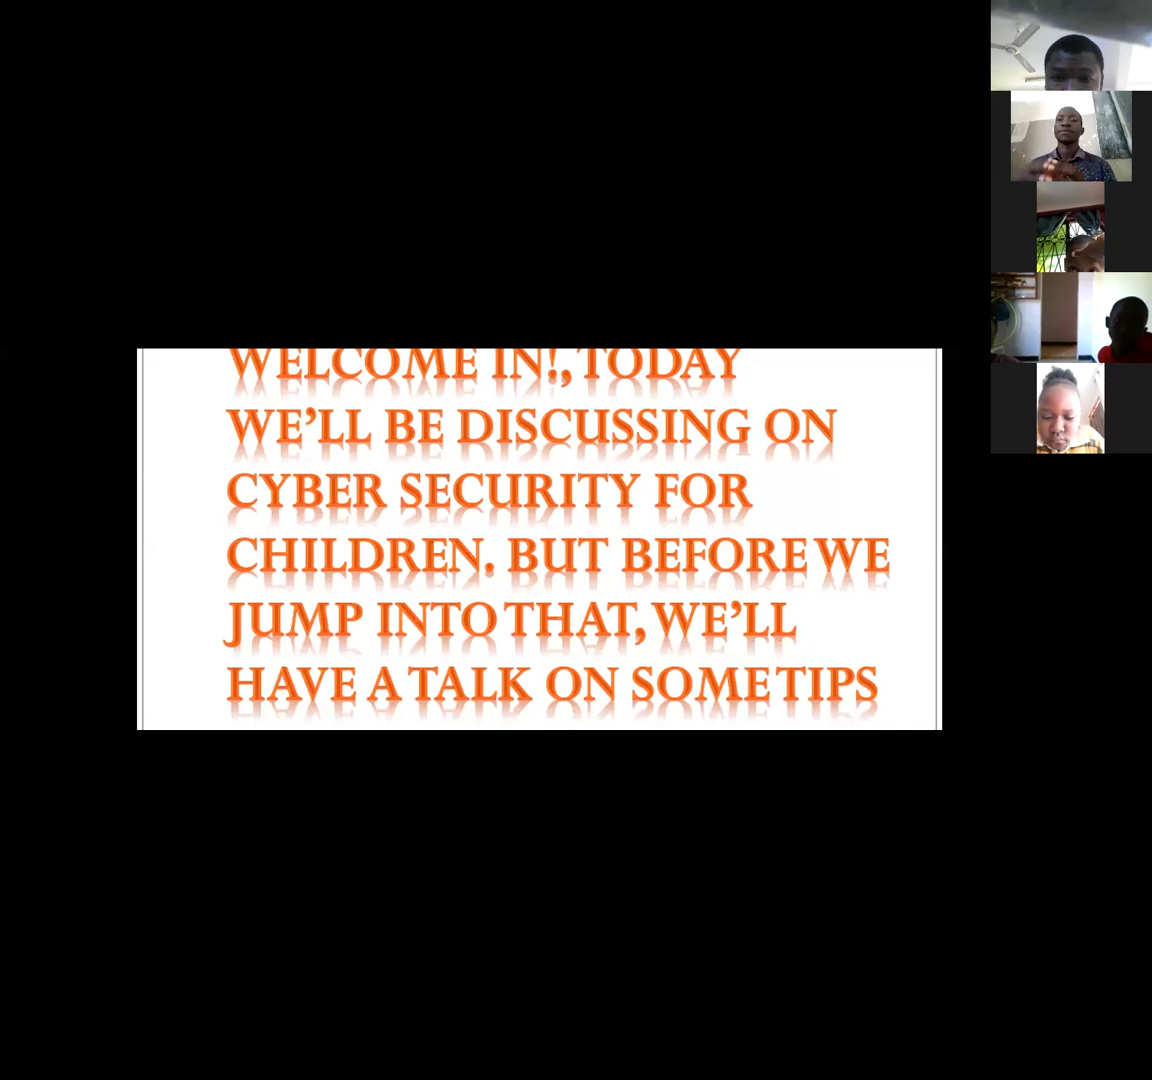 WELCOME IN!, TODAY
WE'LL BE DISCUSSING ON
CYBER SECURITY FOR
CHILDREN. BUT BEFORE WE
JUMP INTO THAT, WE'LL
HAVE A TALK ON SOME TIPS